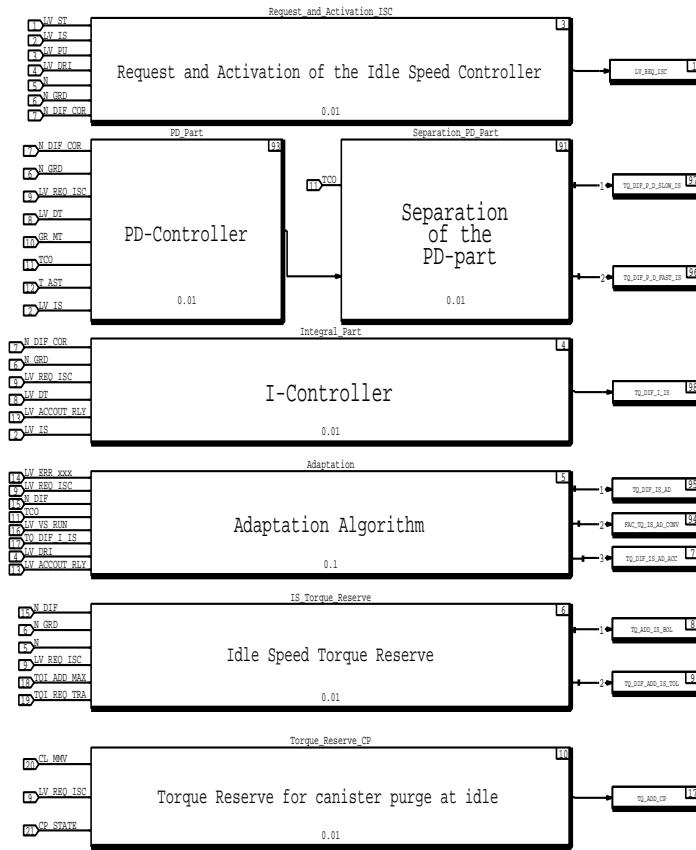 Request_and_Activation_ISC
3
1 LV_ST
2 LV_IS
3 LV_PU
4 LV_DRI
5 N
6 N_GRD
7 N_DIF_COR
Request and Activation of the Idle Speed Controller
0.01
LV_REQ_ISC
PD_Part
93
7 N_DIF_COR
6 N_GRD
9 LV_REQ_ISC
8 LV_DT
10 GR_MT
11 TCO
12 T_AST
2 LV_IS
PD-Controller
0.01
Separation_PD_Part
91
11 TCO
Separation
of the
PD-part
0.01
1 TQ_DIF_P_D_SLOW_IS 97
2 TQ_DIF_P_D_FAST_IS 96
Integral_Part
4
7 N_DIF_COR
6 N_GRD
9 LV_REQ_ISC
8 LV_DT
13 LV_ACCOUT_RLY
2 LV_IS
I-Controller
0.01
TQ_DIF_I_IS 98
Adaptation
5
14 LV_ERR_xxx
9 LV_REQ_ISC
15 N_DIF
11 TCO
16 LV_VS_RUN
17 TQ_DIF_I_IS
4 LV_DRI
13 LV_ACCOUT_RLY
Adaptation Algorithm
0.1
1 TQ_DIF_IS_AD 95
2 FAC_TQ_IS_AD_CONV 94
3 TQ_DIF_IS_AD_ACC 7
IS_Torque_Reserve
6
15 N_DIF
6 N_GRD
5 N
9 LV_REQ_ISC
18 TQI_ADD_MAX
19 TQI_REQ_TRA
Idle Speed Torque Reserve
0.01
1 TQ_ADD_IS_BOL 8
2 TQ_DIF_ADD_IS_TOL 9
Torque_Reserve_CP
10
20 CL_MMV
9 LV_REQ_ISC
21 CP_STATE
Torque Reserve for canister purge at idle
0.01
TQ_ADD_CP 17